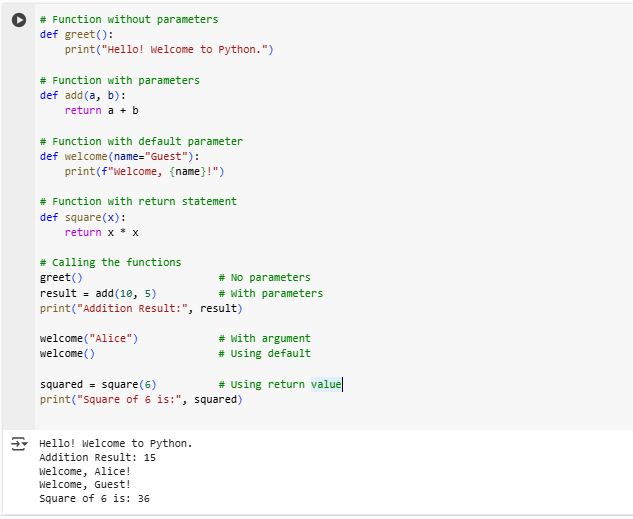 # Function without parameters
def greet():
    print("Hello! Welcome to Python.")

# Function with parameters
def add(a, b):
    return a + b

# Function with default parameter
def welcome(name="Guest"):
    print(f"Welcome, {name}!")

# Function with return statement
def square(x):
    return x * x

# Calling the functions
greet()                     # No parameters
result = add(10, 5)         # With parameters
print("Addition Result:", result)

welcome("Alice")            # With argument
welcome()                   # Using default

squared = square(6)         # Using return value
print("Square of 6 is:", squared)

Hello! Welcome to Python.
Addition Result: 15
Welcome, Alice!
Welcome, Guest!
Square of 6 is: 36